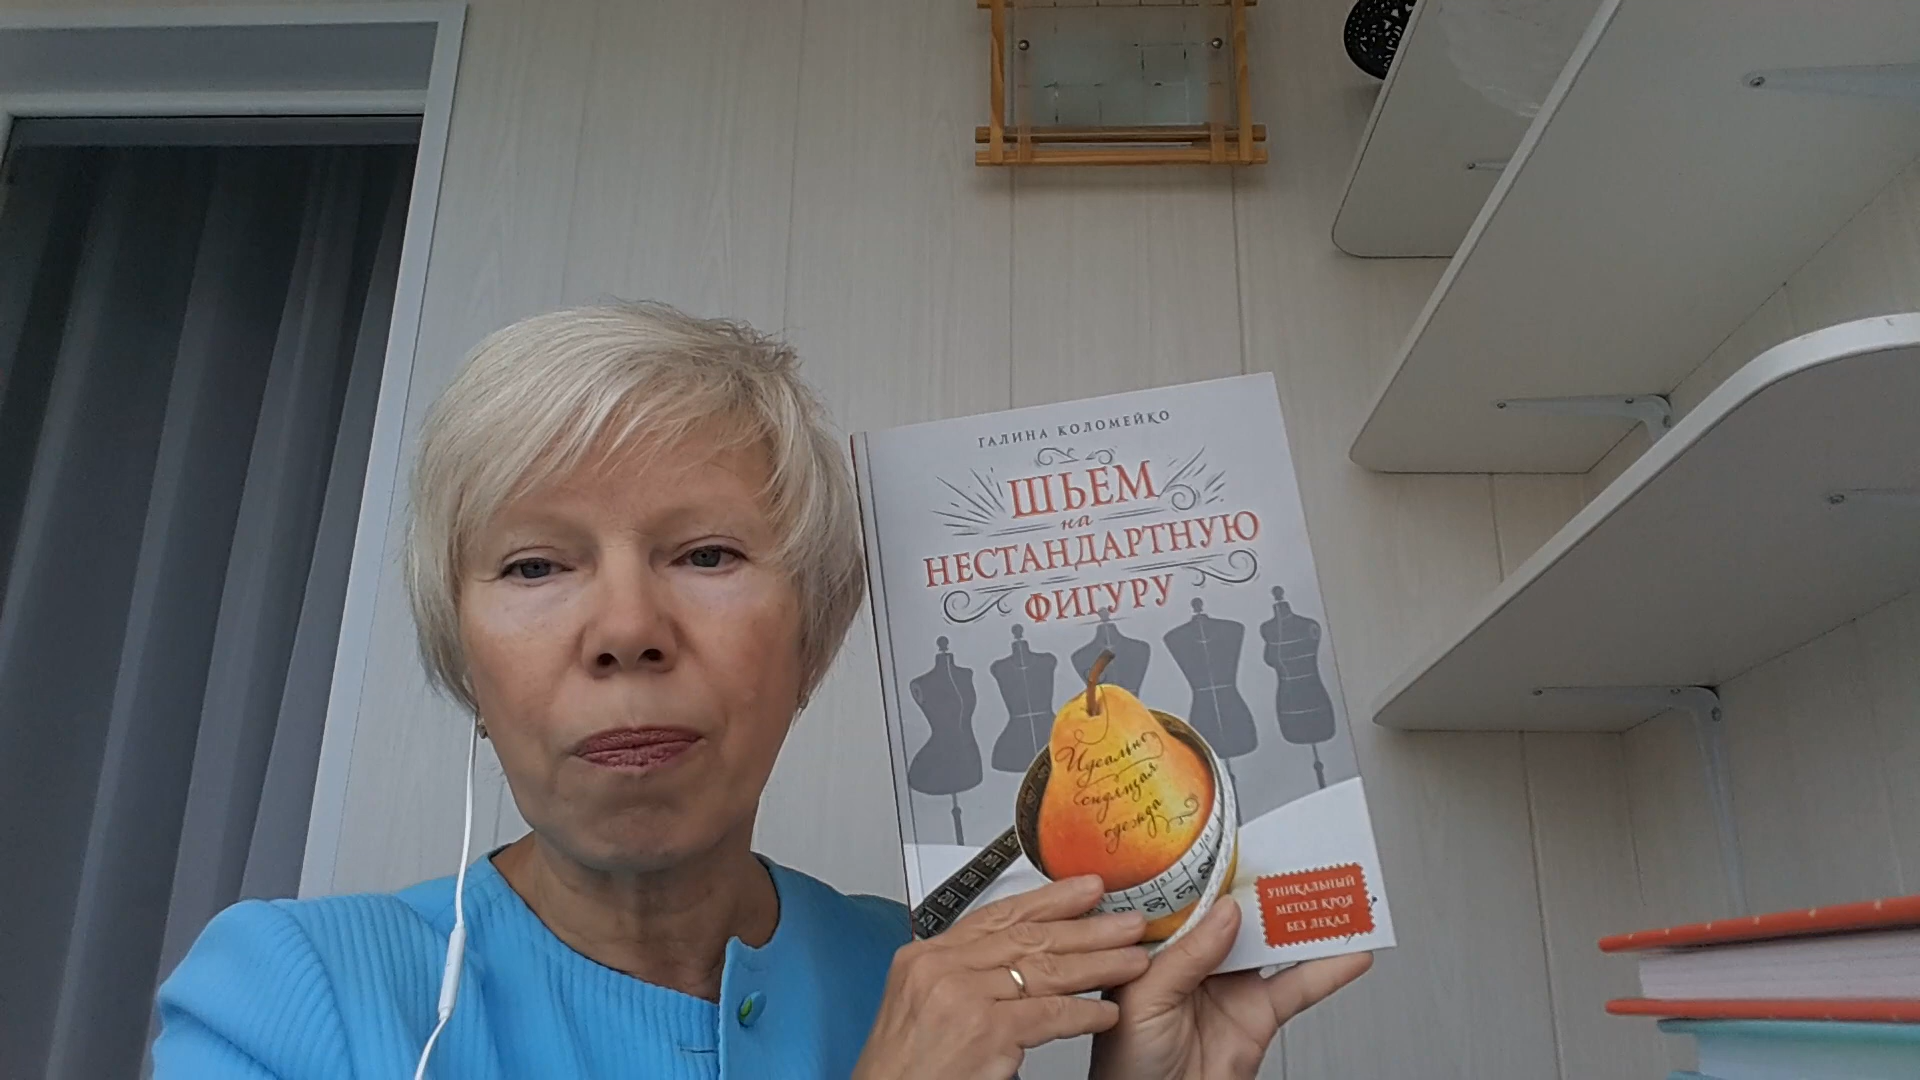 ГАЛИНА КОЛОМЕЙКО
ШЬЕМ
на
НЕСТАНДАРТНУЮ
ФИГУРУ
Идеально
сидящая
одежда
УНИКАЛЬНЫЙ
МЕТОД КРОЯ
БЕЗ ЛЕКАЛ